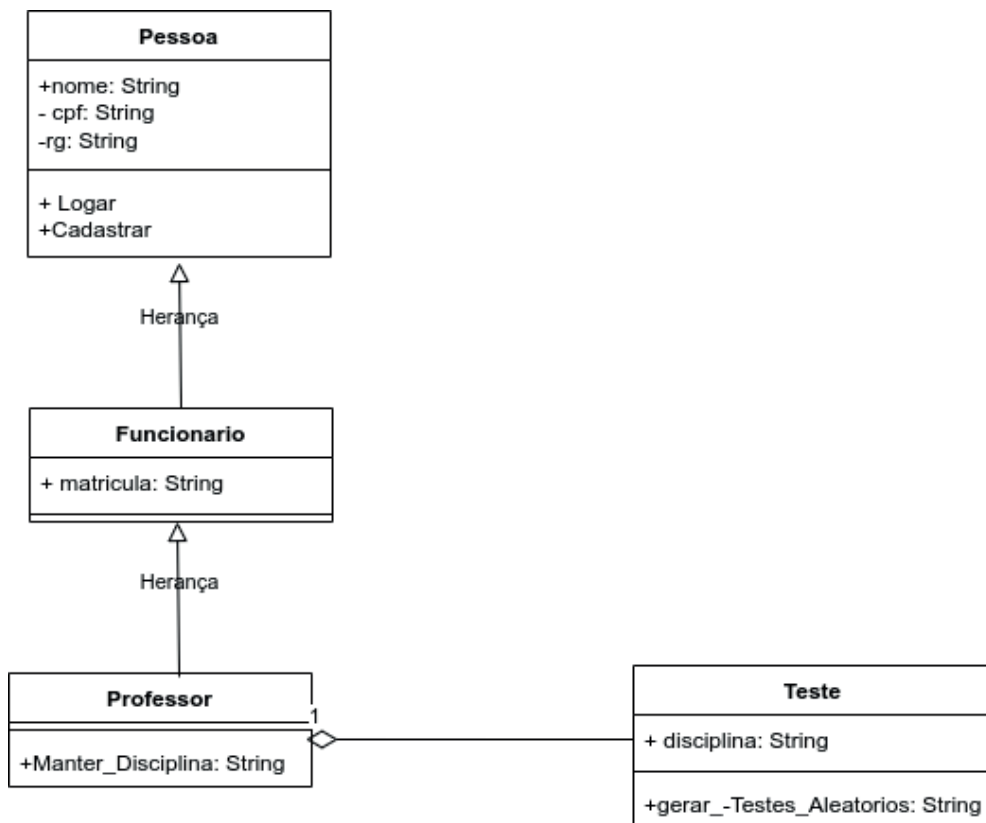 Pessoa
+nome: String
- cpf: String
-rg: String
+ Logar
+Cadastrar
Herança
Funcionario
+ matricula: String
Herança
Professor
1
+Manter_Disciplina: String
Teste
+ disciplina: String
+gerar_-Testes_Aleatorios: String